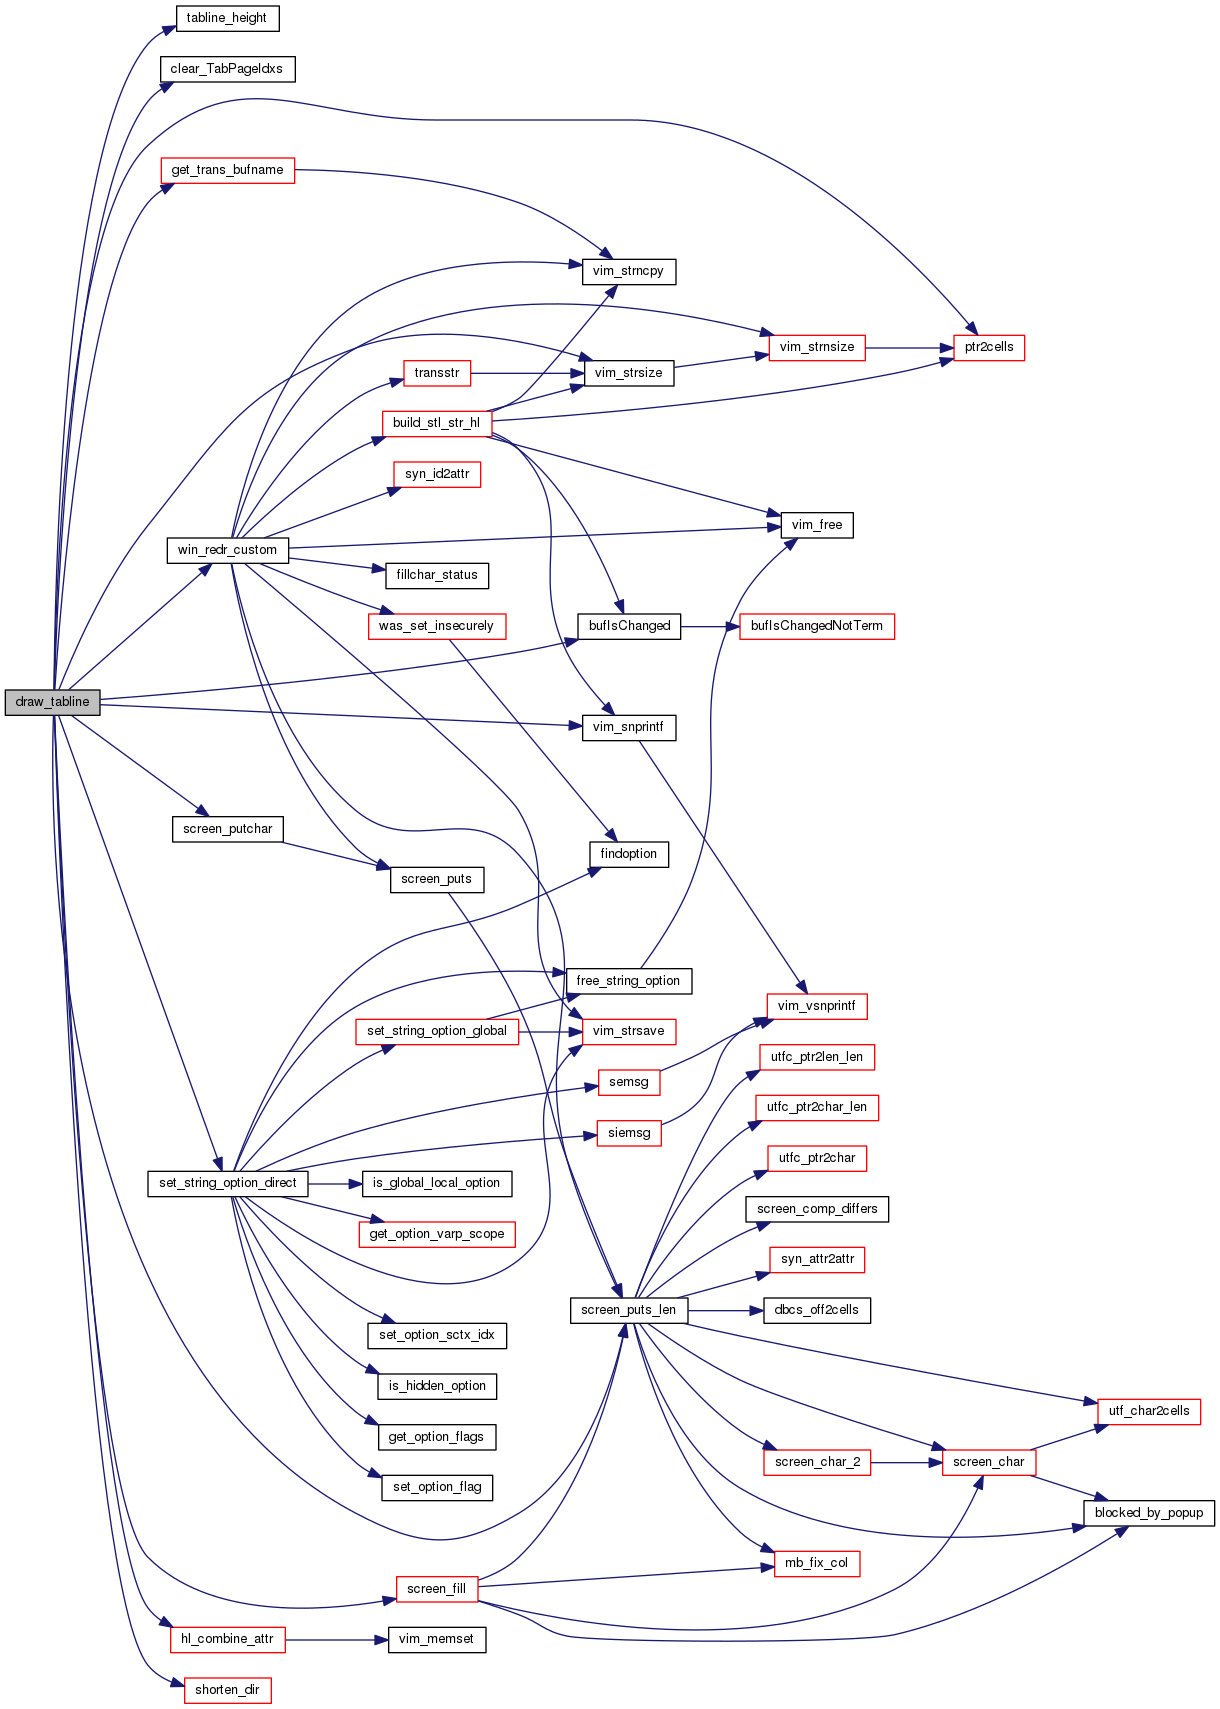 tabline_height
clear_TabPageIdxs
get_trans_bufname
vim_strncpy
vim_strnsize
ptr2cells
transstr
vim_strsize
build_stl_str_hl
syn_id2attr
vim_free
win_redr_custom
fillchar_status
was_set_insecurely
bufIsChanged
bufIsChangedNotTerm
draw_tabline
vim_snprintf
screen_putchar
findoption
screen_puts
free_string_option
vim_vsnprintf
set_string_option_global
vim_strsave
utfc_ptr2len_len
semsg
utfc_ptr2char_len
siemsg
utfc_ptr2char
set_string_option_direct
is_global_local_option
screen_comp_differs
get_option_varp_scope
syn_attr2attr
screen_puts_len
dbcs_off2cells
set_option_sctx_idx
is_hidden_option
utf_char2cells
get_option_flags
screen_char_2
screen_char
set_option_flag
blocked_by_popup
mb_fix_col
screen_fill
hl_combine_attr
vim_memset
shorten_dir